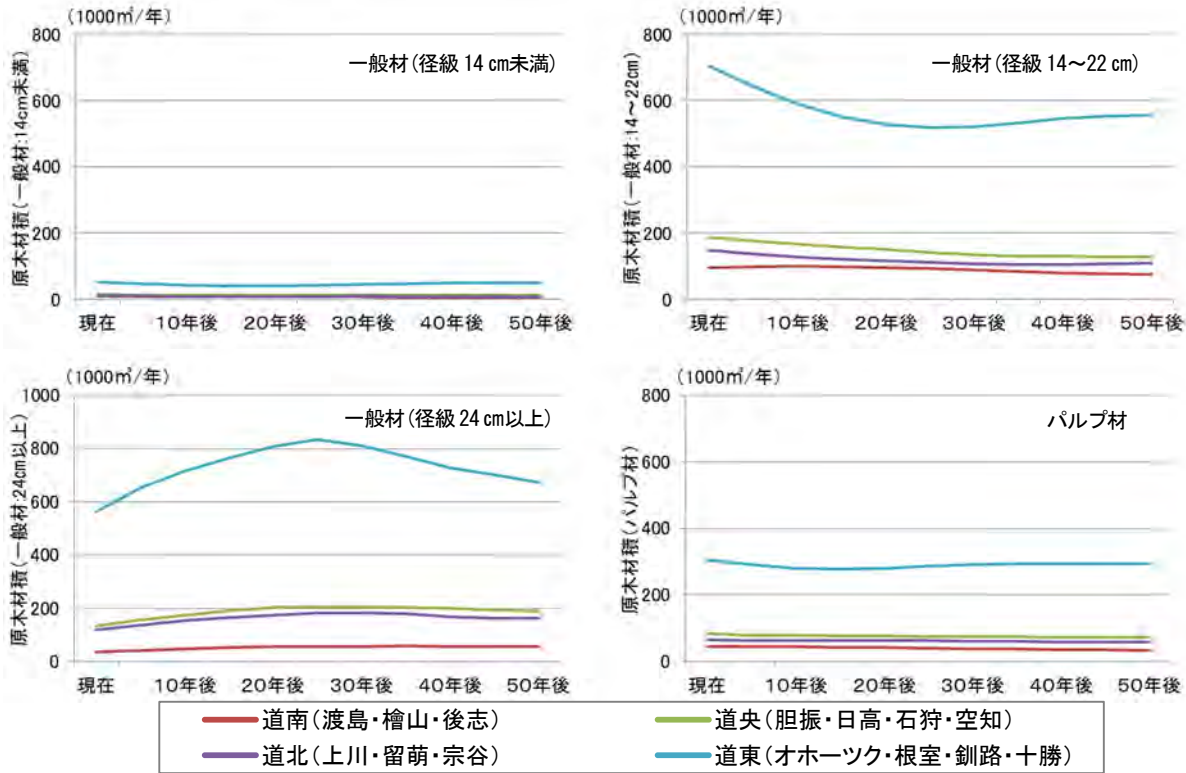 (1000㎥/年)
一般材(径級 14 cm未満)
原木材積(一般材:14cm未満)
800
600
400
200
0
現在 10年後 20年後 30年後 40年後 50年後
(1000㎥/年)
一般材(径級 14~22 cm)
原木材積(一般材:14~22cm)
800
600
400
200
0
現在 10年後 20年後 30年後 40年後 50年後
(1000㎥/年)
一般材(径級 24 cm以上)
原木材積(一般材:24cm以上)
1000
800
600
400
200
0
現在 10年後 20年後 30年後 40年後 50年後
(1000㎥/年)
パルプ材
原木材積(パルプ材)
800
600
400
200
0
現在 10年後 20年後 30年後 40年後 50年後
道南(渡島・檜山・後志) 道央(胆振・日高・石狩・空知)
道北(上川・留萌・宗谷) 道東(オホーツク・根室・釧路・十勝)